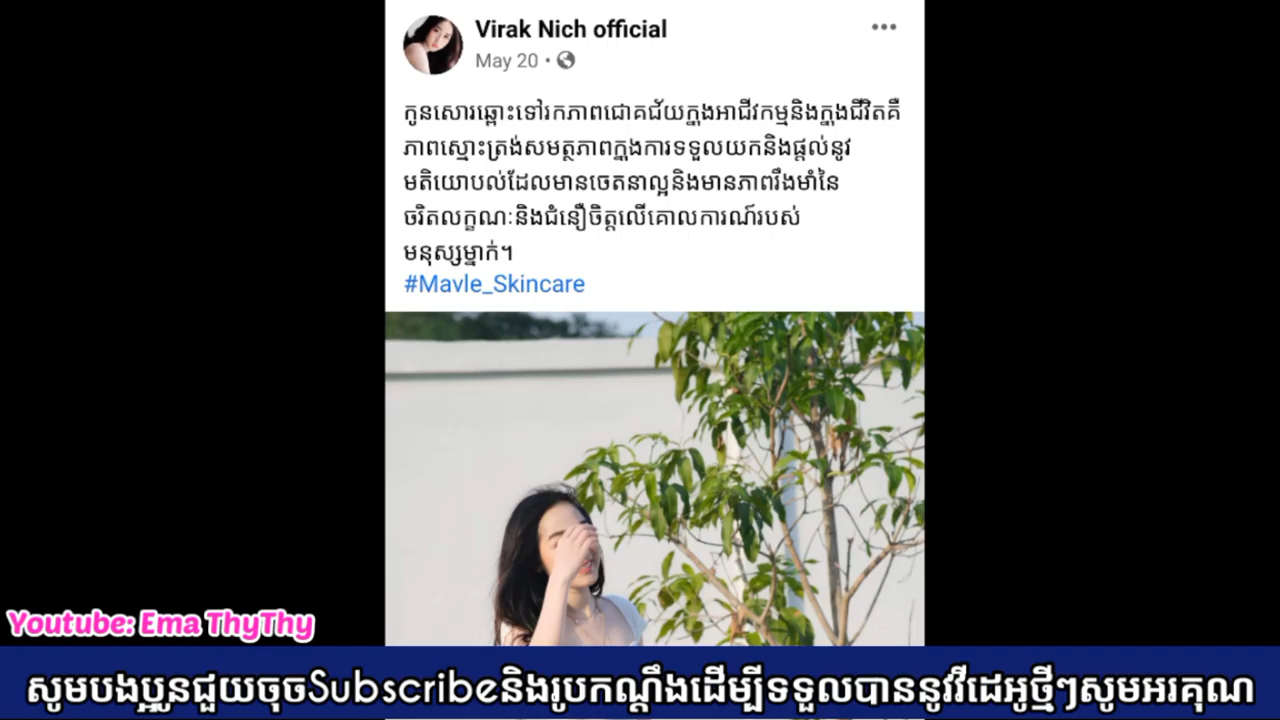 Virak Nich official
May 20
កូនសោរឆ្ពោះទៅរកភាពជោគជ័យក្នុងអាជីវកម្មនិងក្នុងជីវិតគឺ
ភាពស្មោះត្រង់សមត្ថភាពក្នុងការទទួលយកនិងផ្តល់នូវ
មតិយោបល់ដែលមានចេតនាល្អនិងមានភាពរឹងមាំនៃ
ចរិតលក្ខណៈនិងជំនឿចិត្តលើគោលការណ៍របស់
មនុស្សម្នាក់។
#Mavle_Skincare
Youtube: Ema ThyThy
សូមបងប្អូនជួយចុចSubscribeនិងរូបកណ្តឹងដើម្បីទទួលបាននូវវីដេអូថ្មីៗសូមអរគុណ